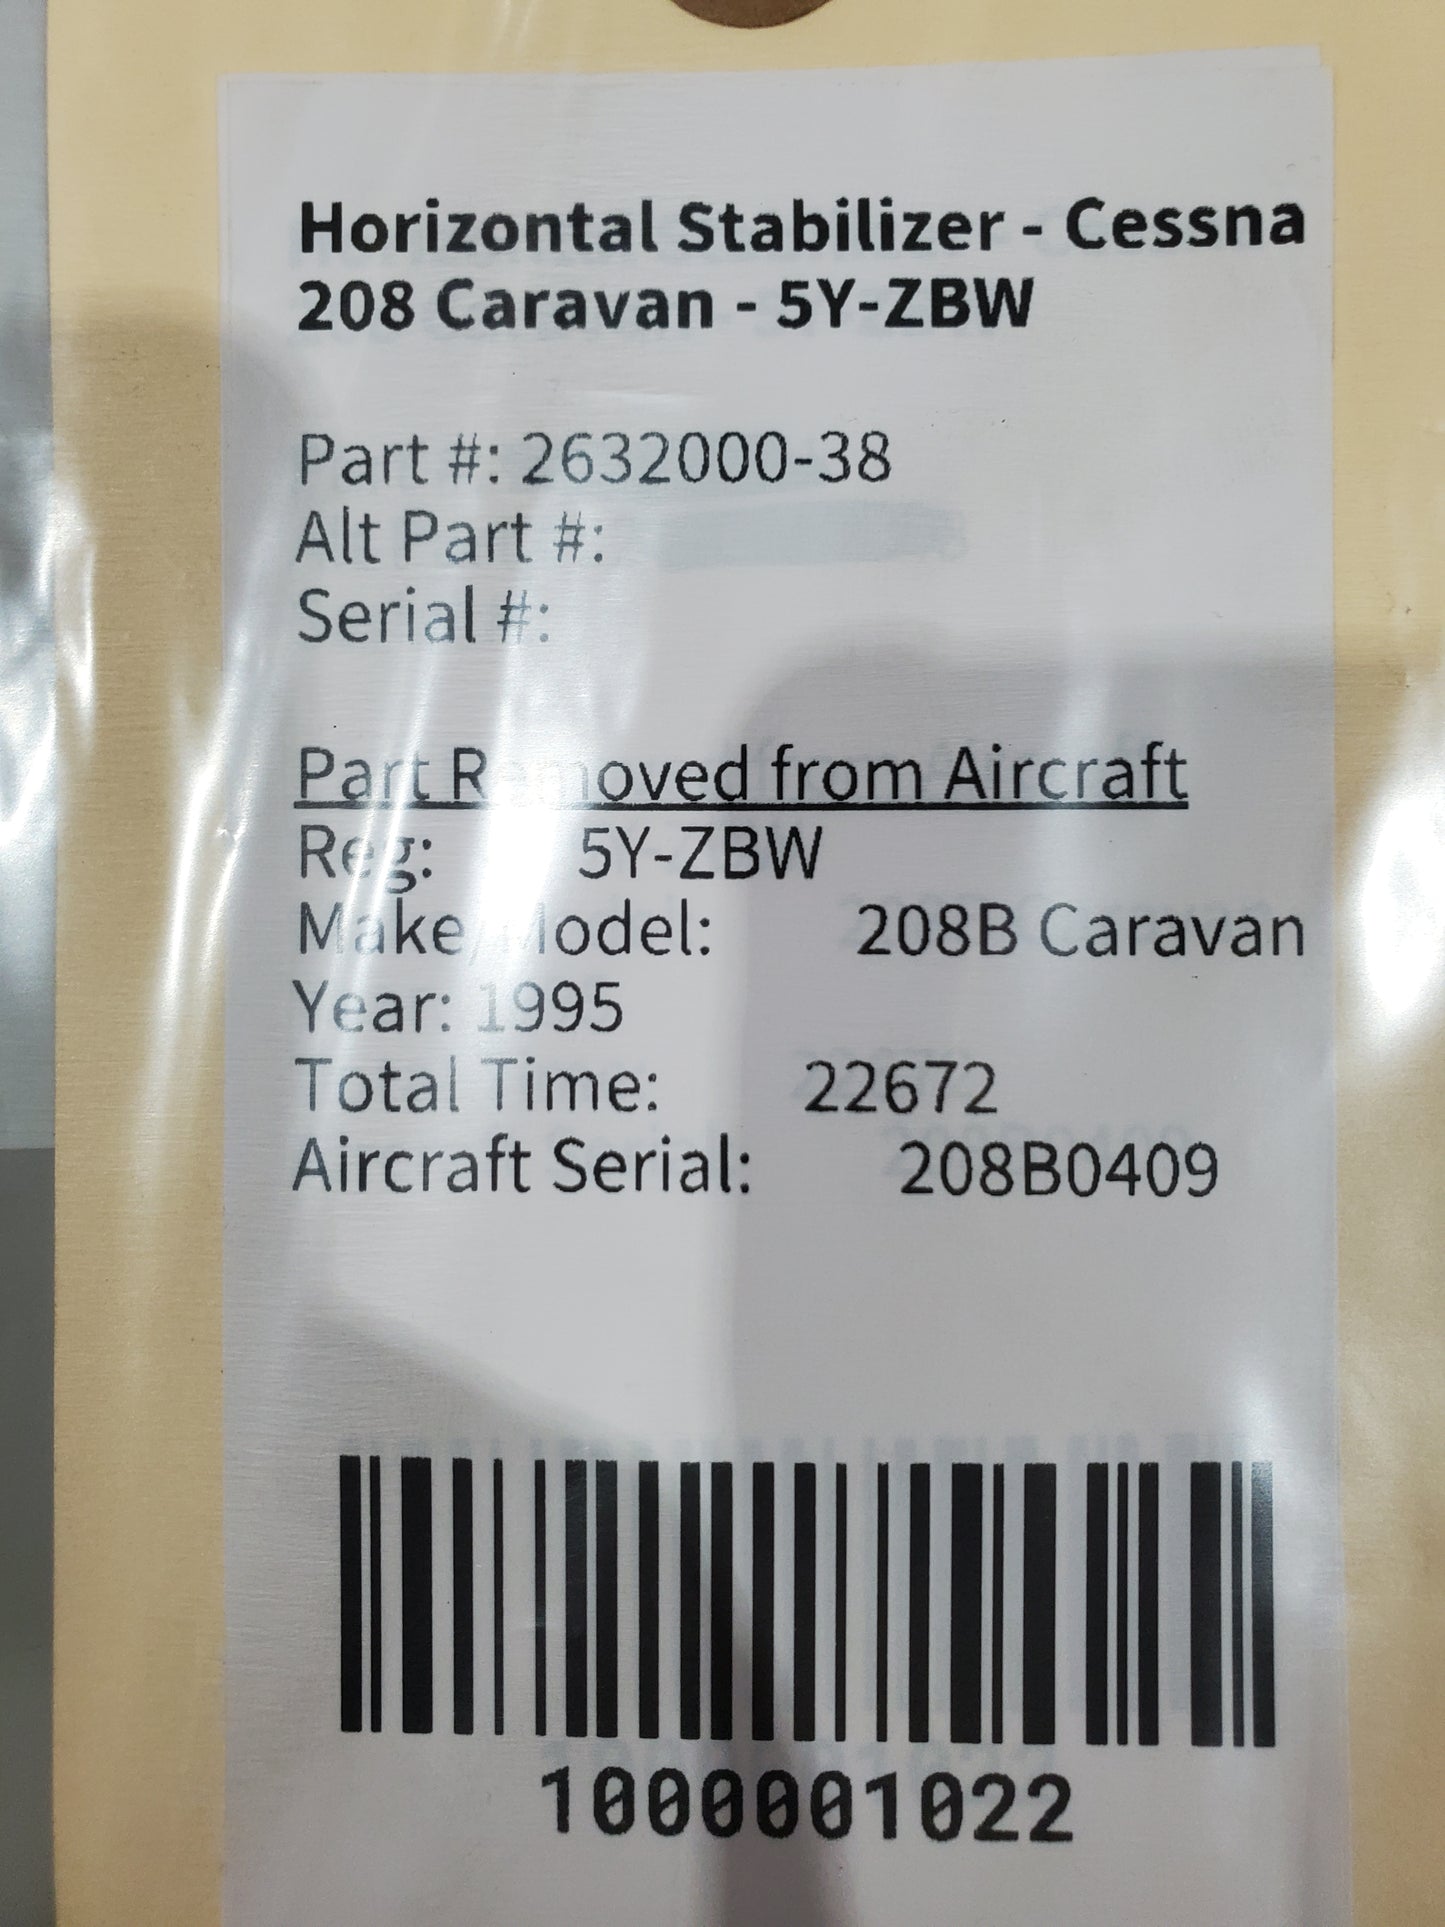 Horizontal Stabilizer - Cessna
208 Caravan - 5Y-ZBW
Part #: 2632000-38
Alt Part #:
Serial #:
Part Removed from Aircraft
Reg: 5Y-ZBW
Make/Model: 208B Caravan
Year: 1995
Total Time: 22672
Aircraft Serial: 208B0409
1000001022